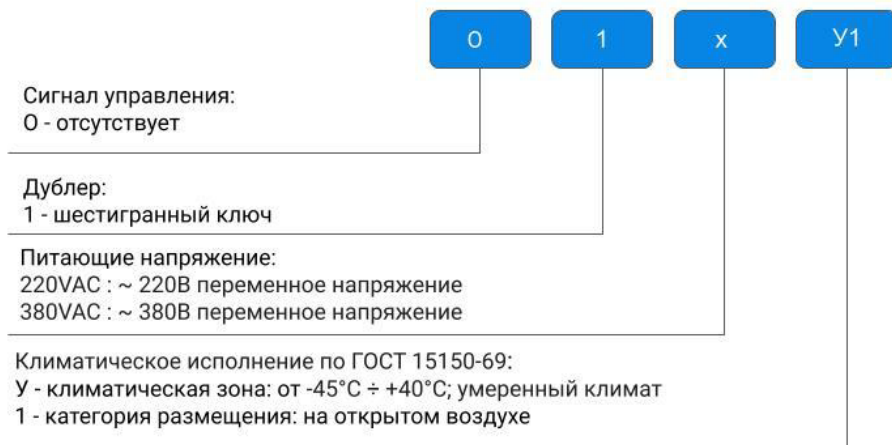 0 1 x У1
Сигнал управления:
0 - отсутствует
Дублер:
1 - шестигранный ключ
Питающие напряжение:
220VAC : ~ 220В переменное напряжение
380VAC : ~ 380В переменное напряжение
Климатическое исполнение по ГОСТ 15150-69:
У - климатическая зона: от -45°C ÷ +40°C; умеренный климат
1 - категория размещения: на открытом воздухе